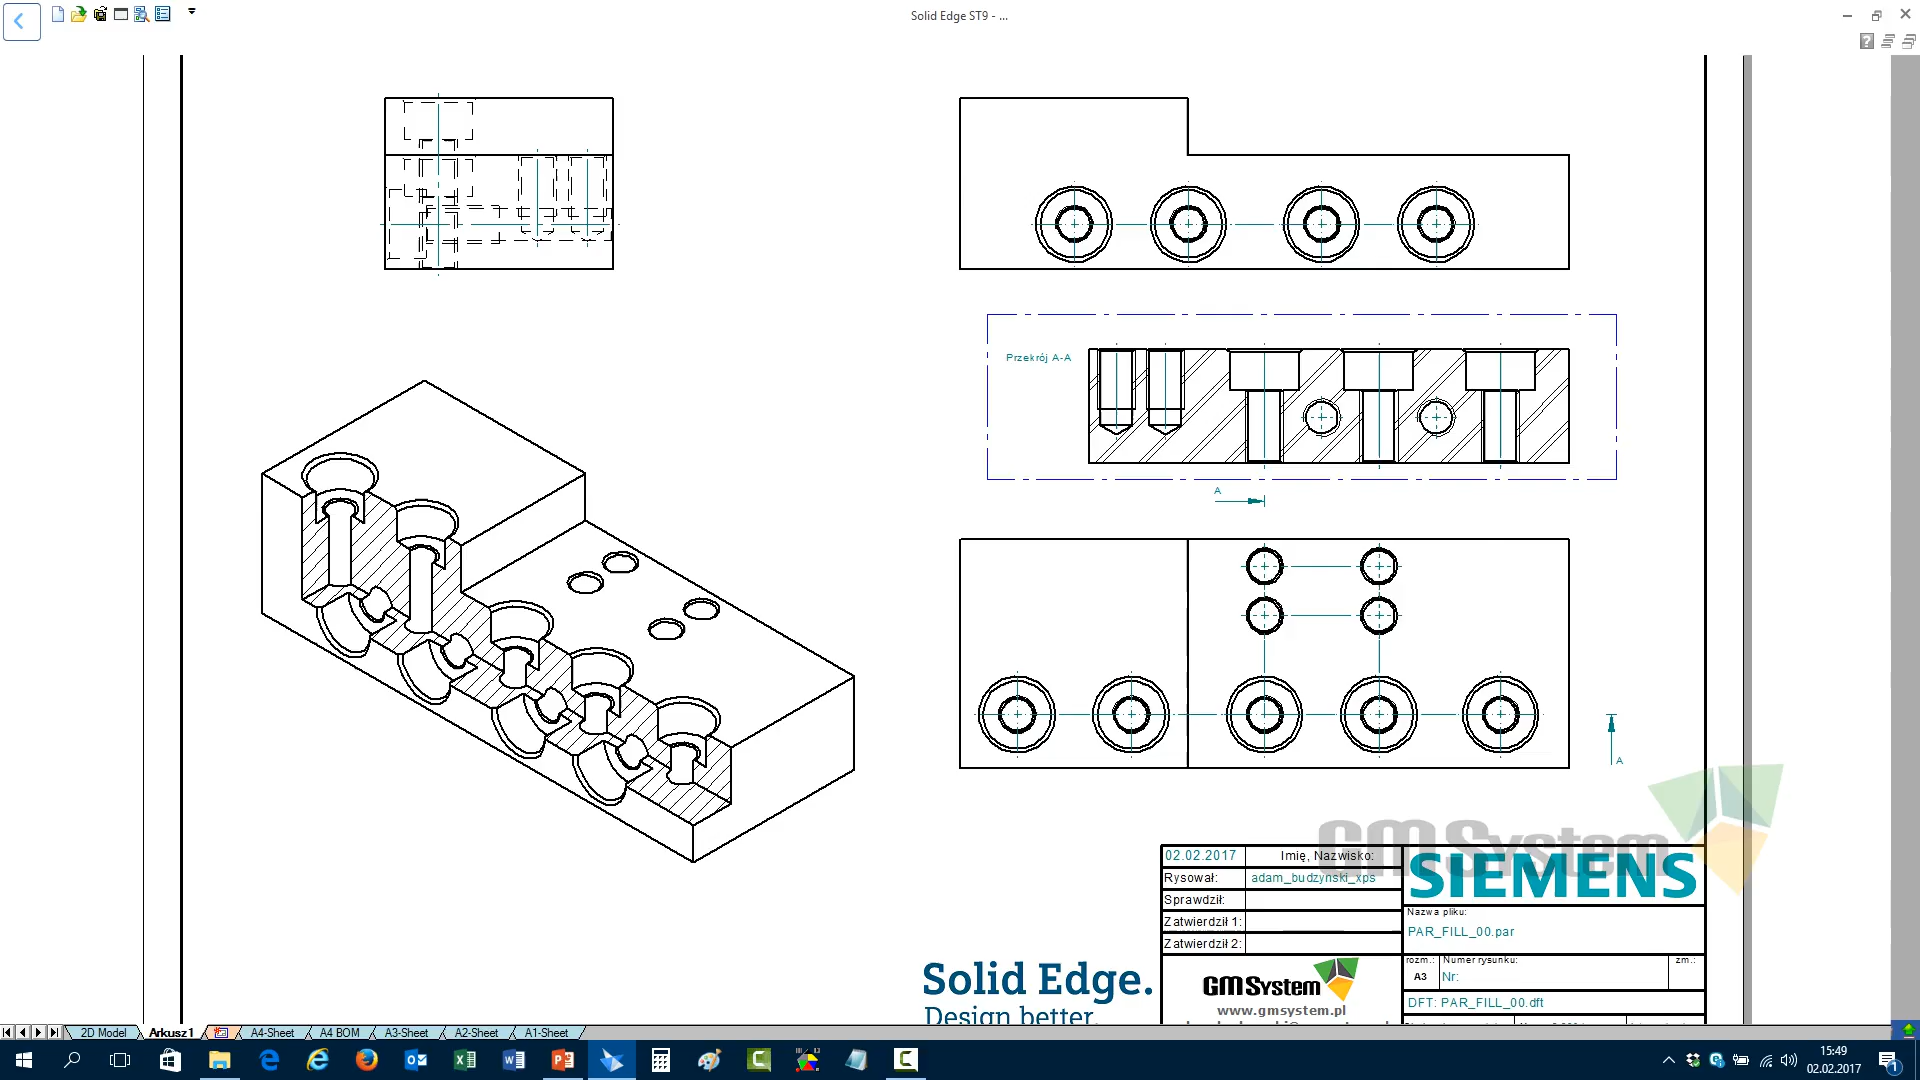 Solid Edge ST9 - ...
Przekrój A-A
A
A
GMSystem
02.02.2017
Imię, Nazwisko:
SIEMENS
Rysował:
adam_budzynski_xps
Sprawdził:
Zatwierdził 1:
Zatwierdził 2:
Nazwa pliku:
PAR_FILL_00.par
rozm.:
Numer rysunku:
zm.:
A3
Nr:
DFT: PAR_FILL_00.dft
GMSystem
www.gmsystem.pl
Solid Edge.
Design better.
2D Model
Arkusz1
A4-Sheet
A4 BOM
A3-Sheet
A2-Sheet
A1-Sheet
15:49
02.02.2017
1